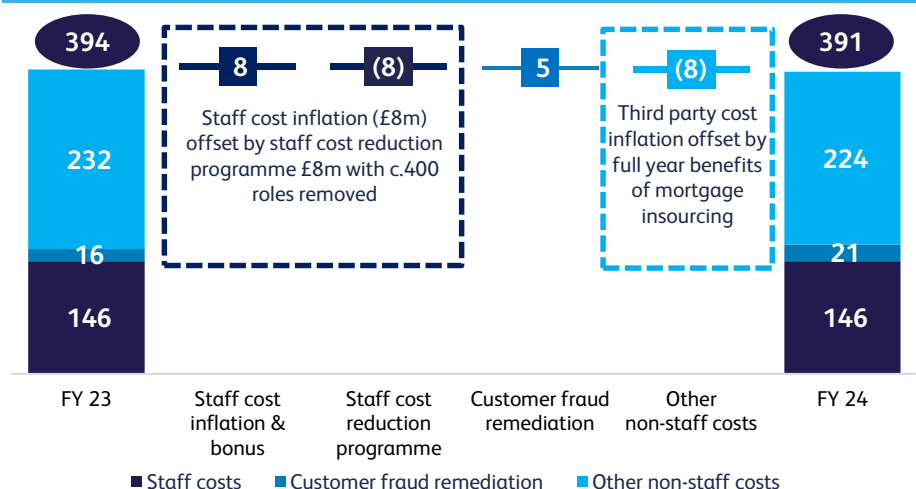 394
8
(8)
5
(8)
391
Staff cost inflation (£8m)
offset by staff cost reduction
programme £8m with c.400
roles removed
Third party cost
inflation offset by
full year benefits
of mortgage
insourcing
232
16
146
224
21
146
FY 23
Staff cost
inflation &
bonus
Staff cost
reduction
programme
Customer fraud
remediation
Other
non-staff costs
FY 24
Staff costs
Customer fraud remediation
Other non-staff costs